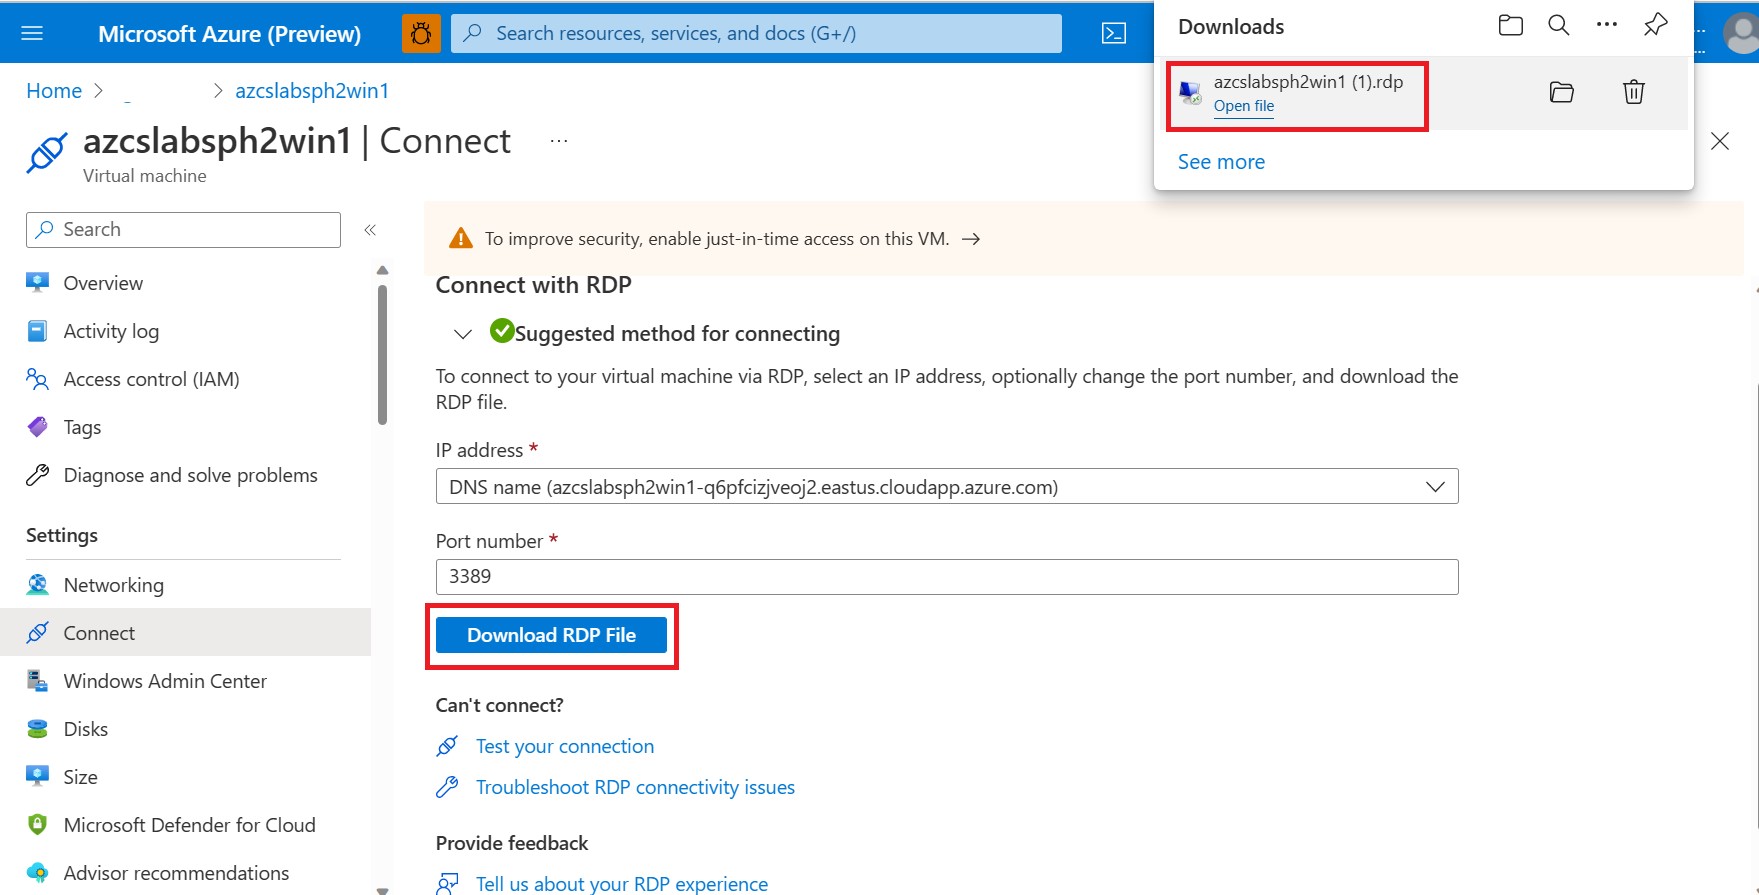 Microsoft Azure (Preview)
Search resources, services, and docs (G+/)
Downloads
azcslabsph2win1 (1).rdp
Open file
See more
Home > > azcslabsph2win1
azcslabsph2win1 | Connect ...
Virtual machine
Search
«
Overview
Activity log
Access control (IAM)
Tags
Diagnose and solve problems
Settings
Networking
Connect
Windows Admin Center
Disks
Size
Microsoft Defender for Cloud
Advisor recommendations
To improve security, enable just-in-time access on this VM. →
Connect with RDP
Suggested method for connecting
To connect to your virtual machine via RDP, select an IP address, optionally change the port number, and download the
RDP file.
IP address *
DNS name (azcslabsph2win1-q6pfcizjveoj2.eastus.cloudapp.azure.com)
Port number *
3389
Download RDP File
Can't connect?
Test your connection
Troubleshoot RDP connectivity issues
Provide feedback
Tell us about your RDP experience